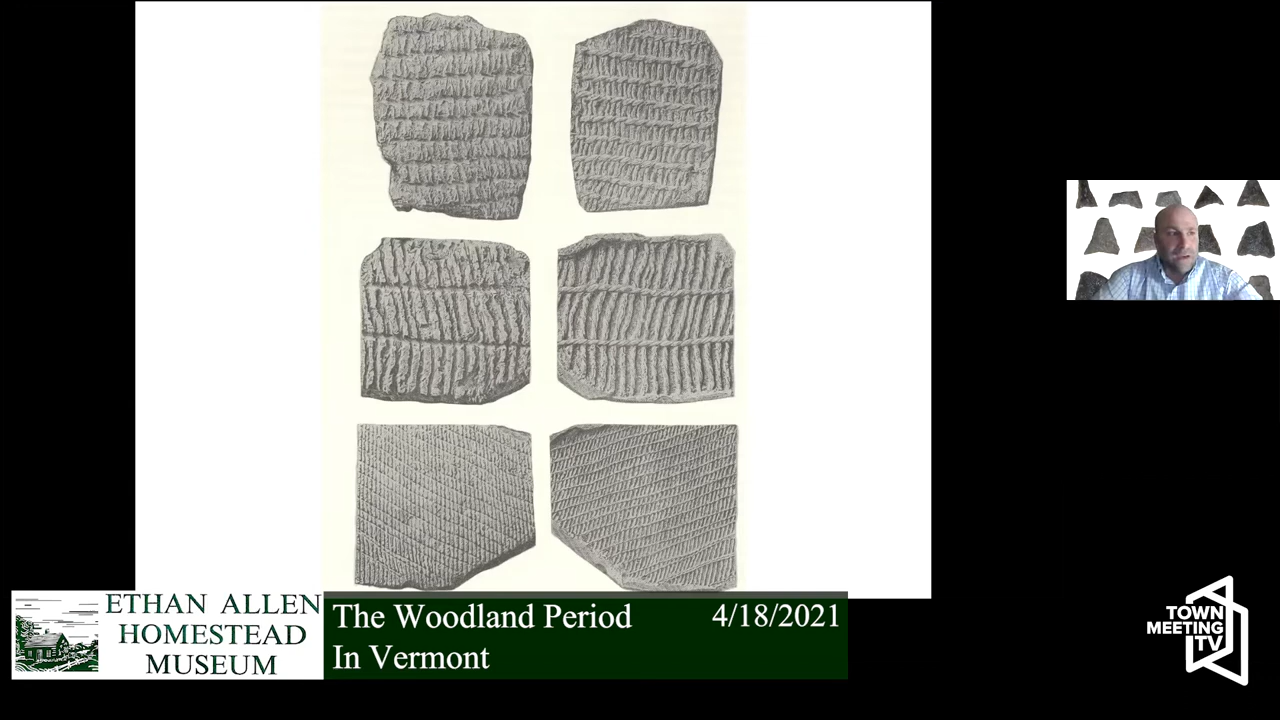 ETHAN ALLEN
HOMESTEAD
MUSEUM
The Woodland Period
In Vermont
4/18/2021
TOWN
MEETING
TV